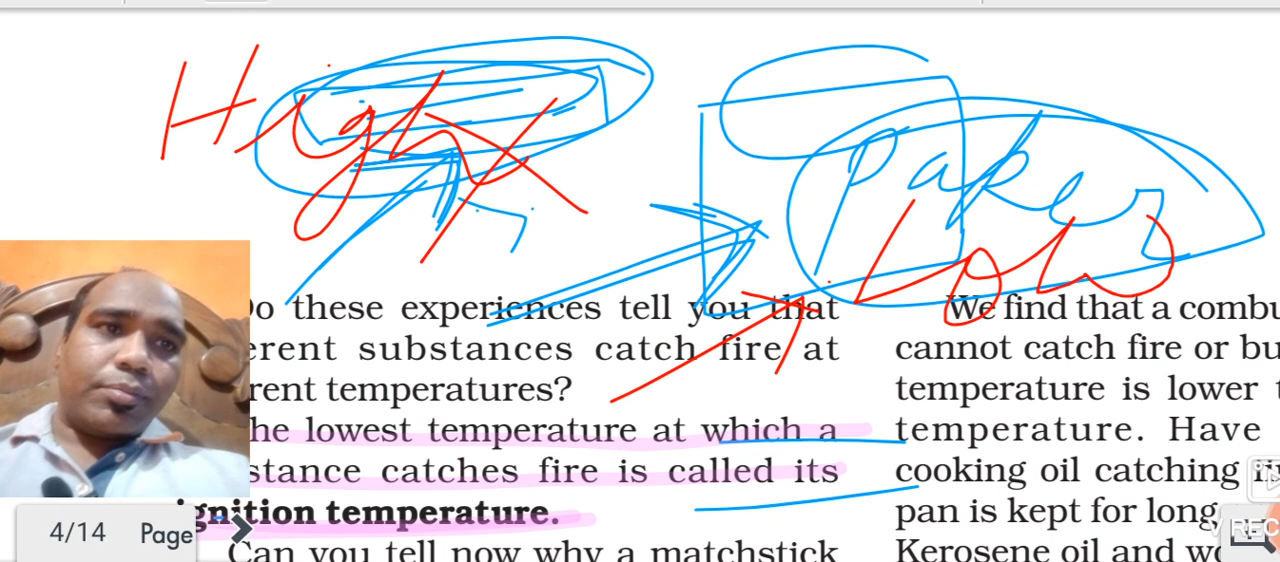 High
Paper
Low
Do these experiences tell you that
erent substances catch fire at
rent temperatures?
he lowest temperature at which a
stance catches fire is called its
ignition temperature.
Can you tell now why a matchstick
We find that a combu
cannot catch fire or bu
temperature is lower t
temperature. Have
cooking oil catching fi
pan is kept for long
Kerosene oil and wo
4/14 Page
REC